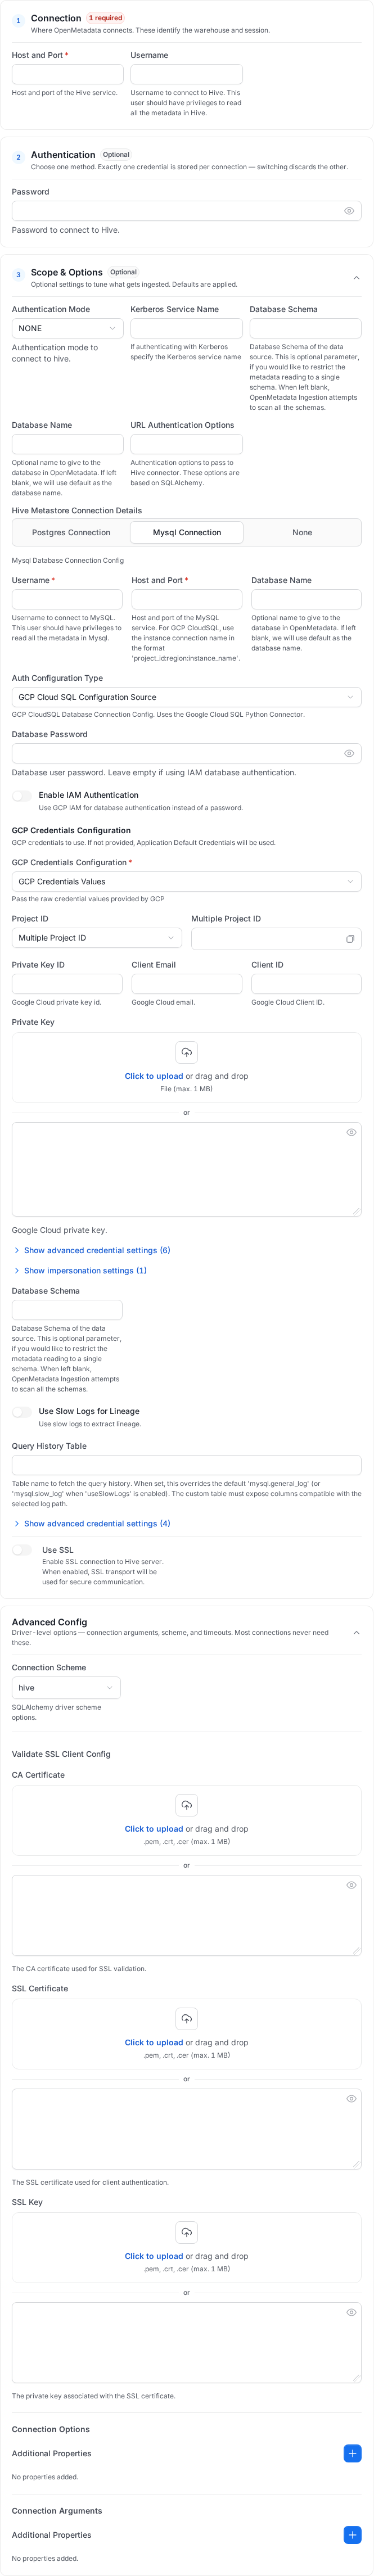 1 Connection 1 required
Where OpenMetadata connects. These identify the warehouse and session.
Host and Port * Username
Host and port of the Hive service. Username to connect to Hive. This
user should have privileges to read
all the metadata in Hive.
2 Authentication Optional
Choose one method. Exactly one credential is stored per connection — switching discards the other.
Password
Password to connect to Hive.
3 Scope & Options Optional
Optional settings to tune what gets ingested. Defaults are applied.
Authentication Mode Kerberos Service Name Database Schema
NONE
Authentication mode to
connect to hive.
If authenticating with Kerberos
specify the Kerberos service name
Database Schema of the data
source. This is optional parameter,
if you would like to restrict the
metadata reading to a single
schema. When left blank,
OpenMetadata Ingestion attempts
to scan all the schemas.
Database Name URL Authentication Options
Optional name to give to the
database in OpenMetadata. If left
blank, we will use default as the
database name.
Authentication options to pass to
Hive connector. These options are
based on SQLAlchemy.
Hive Metastore Connection Details
Postgres Connection Mysql Connection None
Mysql Database Connection Config
Username * Host and Port * Database Name
Username to connect to MySQL.
This user should have privileges to
read all the metadata in Mysql.
Host and port of the MySQL
service. For GCP CloudSQL, use
the instance connection name in
the format
'project_id:region:instance_name'.
Optional name to give to the
database in OpenMetadata. If left
blank, we will use default as the
database name.
Auth Configuration Type
GCP Cloud SQL Configuration Source
GCP CloudSQL Database Connection Config. Uses the Google Cloud SQL Python Connector.
Database Password
Database user password. Leave empty if using IAM database authentication.
Enable IAM Authentication
Use GCP IAM for database authentication instead of a password.
GCP Credentials Configuration
GCP credentials to use. If not provided, Application Default Credentials will be used.
GCP Credentials Configuration *
GCP Credentials Values
Pass the raw credential values provided by GCP
Project ID Multiple Project ID
Multiple Project ID
Private Key ID Client Email Client ID
Google Cloud private key id. Google Cloud email. Google Cloud Client ID.
Private Key
Click to upload or drag and drop
File (max. 1 MB)
or
Google Cloud private key.
Show advanced credential settings (6)
Show impersonation settings (1)
Database Schema
Database Schema of the data
source. This is optional parameter,
if you would like to restrict the
metadata reading to a single
schema. When left blank,
OpenMetadata Ingestion attempts
to scan all the schemas.
Use Slow Logs for Lineage
Use slow logs to extract lineage.
Query History Table
Table name to fetch the query history. When set, this overrides the default 'mysql.general_log' (or
'mysql.slow_log' when 'useSlowLogs' is enabled). The custom table must expose columns compatible with the
selected log path.
Show advanced credential settings (4)
Use SSL
Enable SSL connection to Hive server.
When enabled, SSL transport will be
used for secure communication.
Advanced Config
Driver-level options — connection arguments, scheme, and timeouts. Most connections never need
these.
Connection Scheme
hive
SQLAlchemy driver scheme
options.
Validate SSL Client Config
CA Certificate
Click to upload or drag and drop
.pem, .crt, .cer (max. 1 MB)
or
The CA certificate used for SSL validation.
SSL Certificate
Click to upload or drag and drop
.pem, .crt, .cer (max. 1 MB)
or
The SSL certificate used for client authentication.
SSL Key
Click to upload or drag and drop
.pem, .crt, .cer (max. 1 MB)
or
The private key associated with the SSL certificate.
Connection Options
Additional Properties
No properties added.
Connection Arguments
Additional Properties
No properties added.